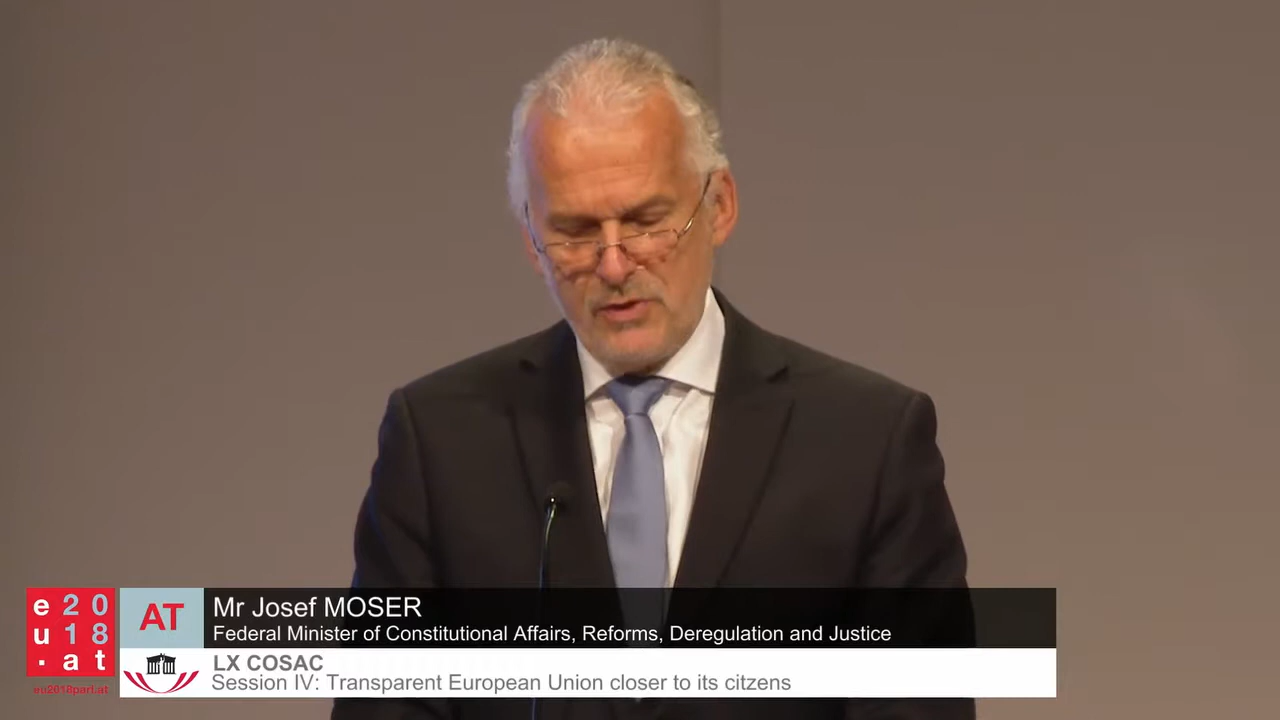 e 2 0
u 1 8
. a t
eu2018parl.at
AT
Mr Josef MOSER
Federal Minister of Constitutional Affairs, Reforms, Deregulation and Justice
LX COSAC
Session IV: Transparent European Union closer to its citzens